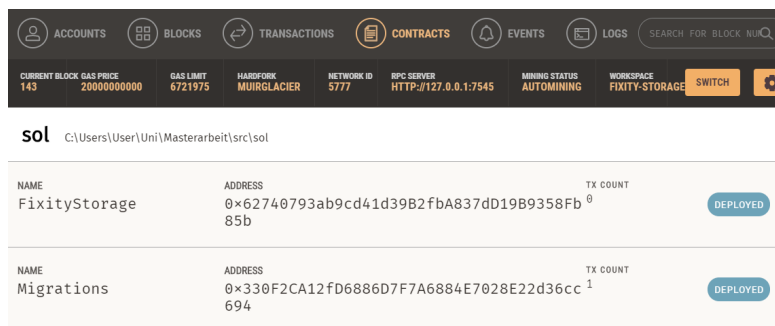 ACCOUNTS BLOCKS TRANSACTIONS CONTRACTS EVENTS LOGS SEARCH FOR BLOCK NUM
CURRENT BLOCK GAS PRICE GAS LIMIT HARDFORK NETWORK ID RPC SERVER MINING STATUS WORKSPACE
143 20000000000 6721975 MUIRGLACIER 5777 HTTP://127.0.0.1:7545 AUTOMINING FIXITY-STORAGE SWITCH
sol C:\Users\User\Uni\Masterarbeit\src\sol
NAME ADDRESS TX COUNT
FixityStorage 0×62740793ab9cd41d39B2fbA837dD19B9358Fb 0 DEPLOYED
85b
NAME ADDRESS TX COUNT
Migrations 0×330F2CA12fD6886D7F7A6884E7028E22d36cc 1 DEPLOYED
694